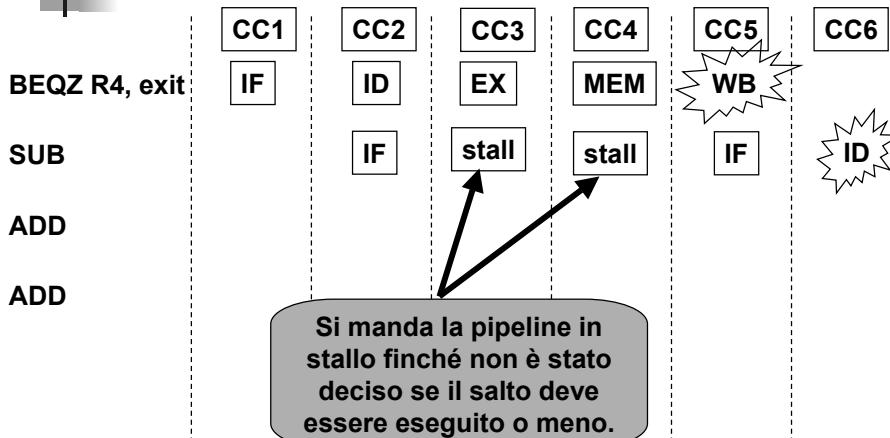 CC1 CC2 CC3 CC4 CC5 CC6
BEQZ R4, exit IF ID EX MEM WB
SUB IF stall stall IF ID
ADD
ADD
Si manda la pipeline in
stallo finché non è stato
deciso se il salto deve
essere eseguito o meno.